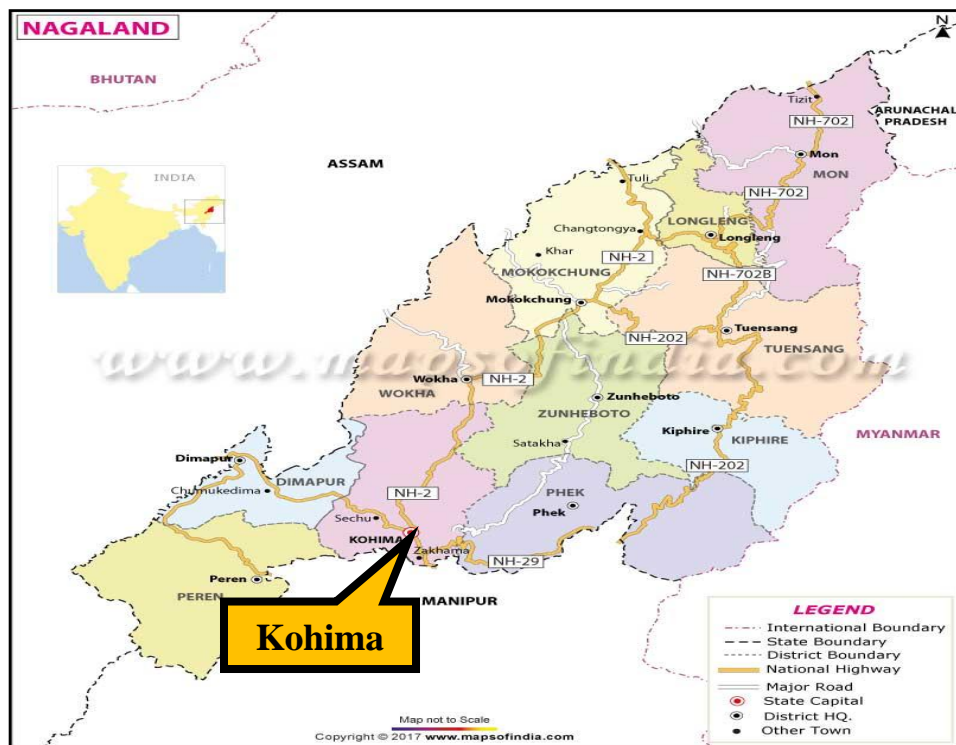 NAGALAND
N
BHUTAN
ARUNACHAL
PRADESH
Tizit
NH-702
ASSAM
Mon
MON
INDIA
Tuli
NH-702
LONGLENG
Changtongya
Longleng
Khar
NH-2
MOKOKCHUNG
NH-702B
Mokokchung
NH-202
Tuensang
TUENSANG
www.mapsofindia.com
Wokha
NH-2
WOKHA
Zunheboto
ZUNHEBOTO
Kiphire
KIPHIRE
MYANMAR
Satakha
Dimapur
NH-202
DIMAPUR
Chumukedima
NH-2
PHEK
Phek
Sechu
KOHIMA
Zakhama
NH-29
Peren
PEREN
MANIPUR
Kohima
LEGEND
International Boundary
State Boundary
District Boundary
National Highway
Major Road
State Capital
District HQ.
Other Town
Map not to Scale
Copyright © 2017 www.mapsofindia.com